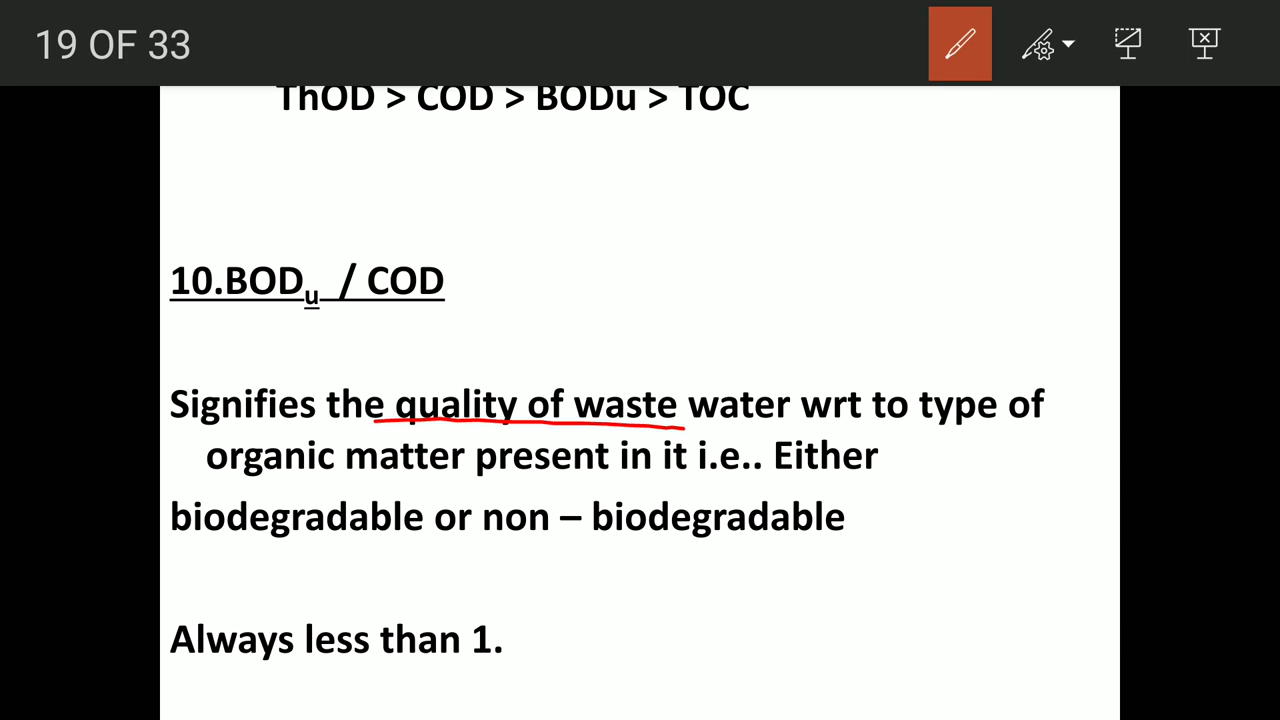 19 OF 33
ThOD > COD > BODu > TOC
10.BODu / COD
Signifies the quality of waste water wrt to type of
organic matter present in it i.e.. Either
biodegradable or non – biodegradable
Always less than 1.